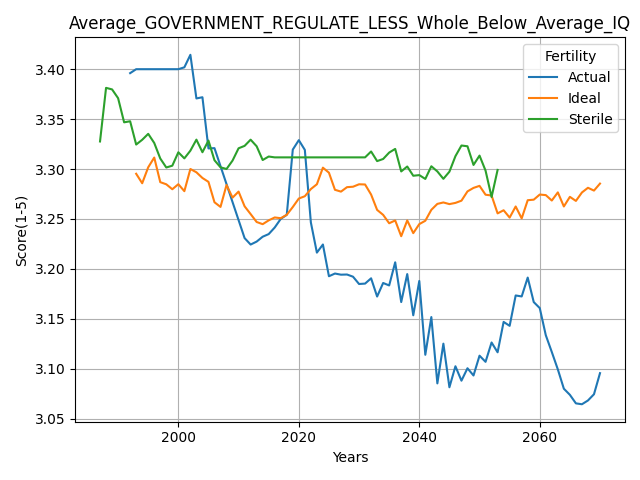 Average_GOVERNMENT_REGULATE_LESS_Whole_Below_Average_IQ
Fertility
Actual
Ideal
Sterile
Score(1-5)
3.40
3.35
3.30
3.25
3.20
3.15
3.10
3.05
2000
2020
2040
2060
Years